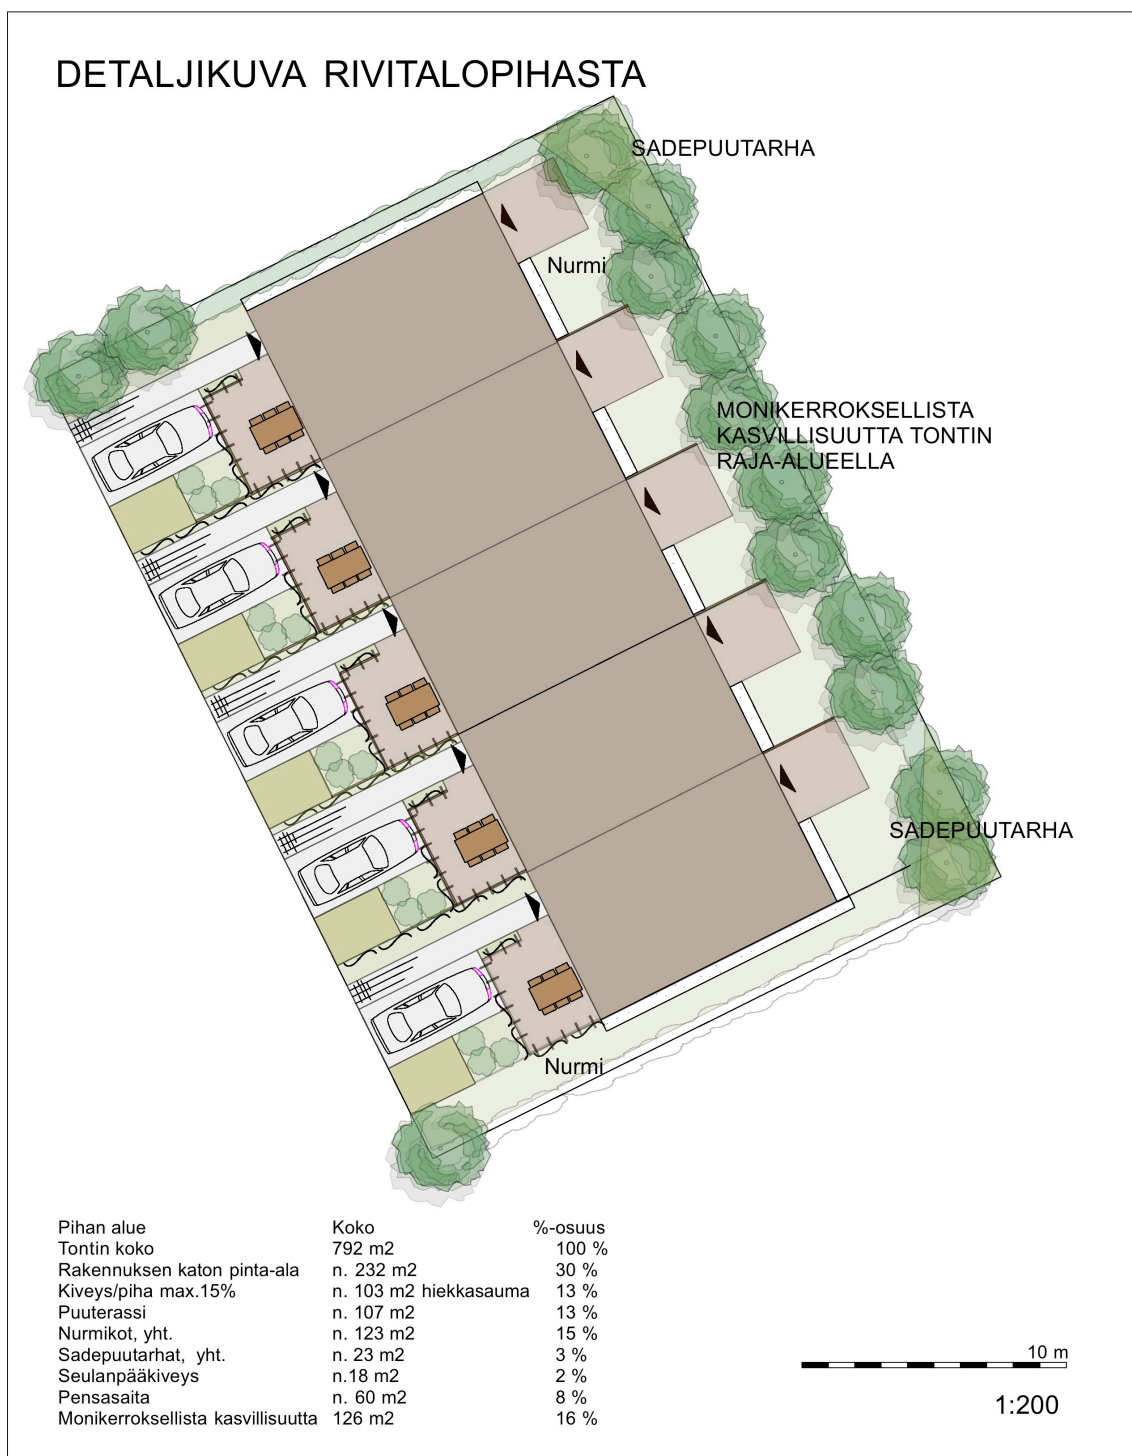 DETALJIKUVA RIVITALOPIHASTA
SADEPUUTARHA
Nurmi
MONIKERROKSELLISTA
KASVILLISUUTTA TONTIN
RAJA-ALUEELLA
SADEPUUTARHA
Nurmi
Pihan alue Koko %-osuus
Tontin koko 792 m2 100 %
Rakennuksen katon pinta-ala n. 232 m2 30 %
Kiveys/piha max.15% n. 103 m2 hiekkasauma 13 %
Puuterassi n. 107 m2 13 %
Nurmikot, yht. n. 123 m2 15 %
Sadepuutarhat, yht. n. 23 m2 3 %
Seulanpääkiveys n.18 m2 2 %
Pensasaita n. 60 m2 8 %
Monikerroksellista kasvillisuutta 126 m2 16 %
10 m
1:200